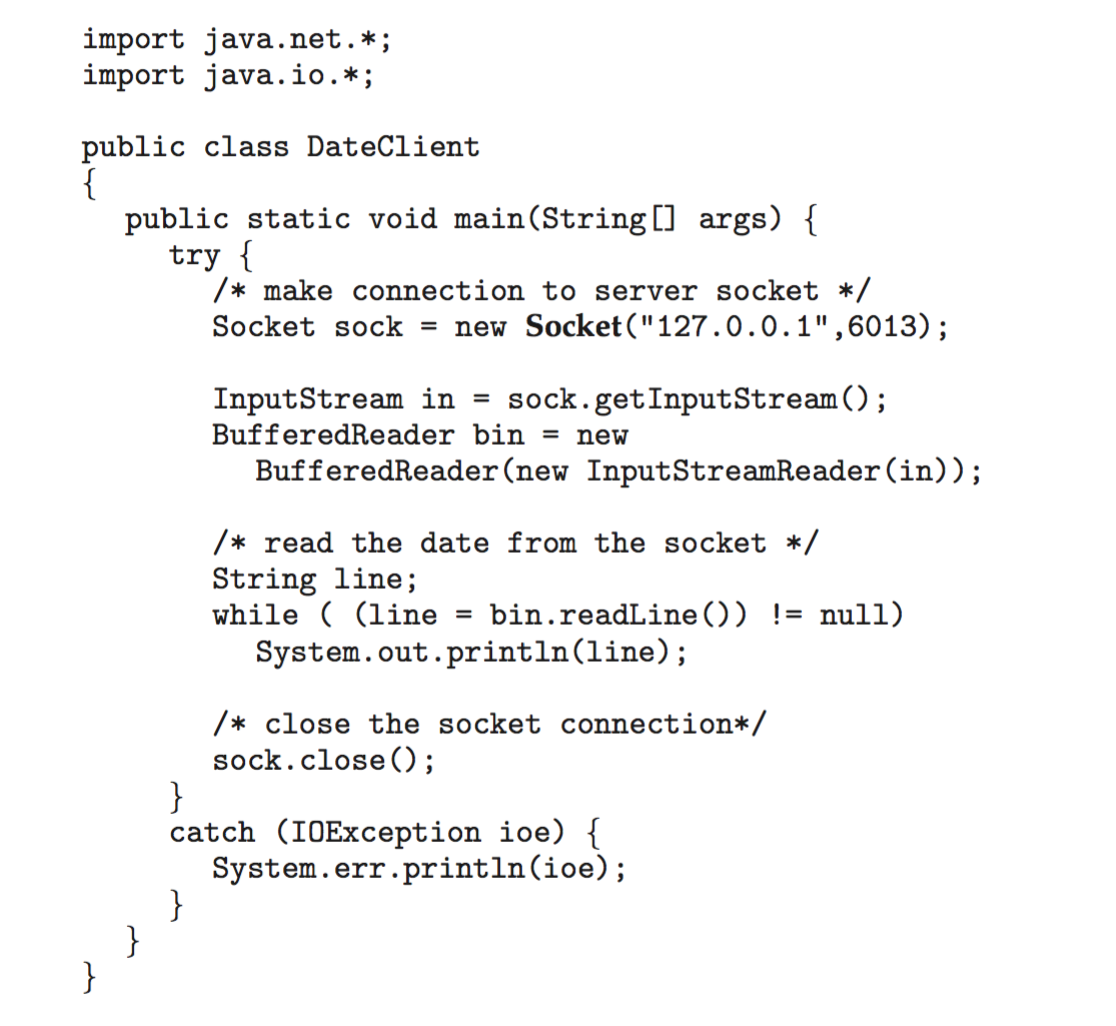 import java.net.*;
import java.io.*;
public class DateClient
{
public static void main(String[] args) {
try {
/* make connection to server socket */
Socket sock = new Socket("127.0.0.1",6013);
InputStream in = sock.getInputStream();
BufferedReader bin = new
BufferedReader(new InputStreamReader(in));
/* read the date from the socket */
String line;
while ( (line = bin.readLine()) != null)
System.out.println(line);
/* close the socket connection*/
sock.close();
}
catch (IOException ioe) {
System.err.println(ioe);
}
}
}